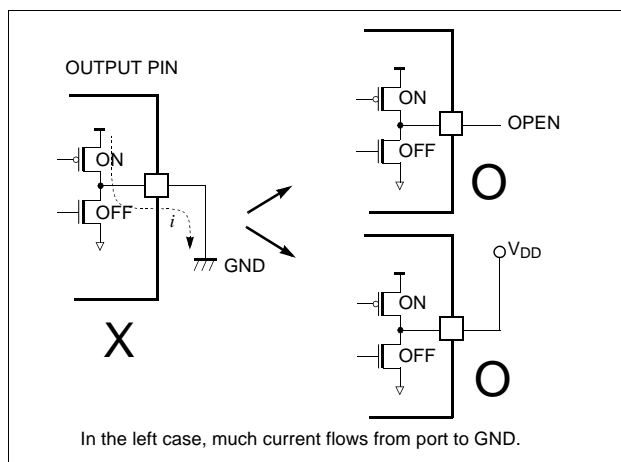 OUTPUT PIN
ON
OFF
i
GND
X
ON
OFF
OPEN
O
VDD
ON
OFF
O
In the left case, much current flows from port to GND.